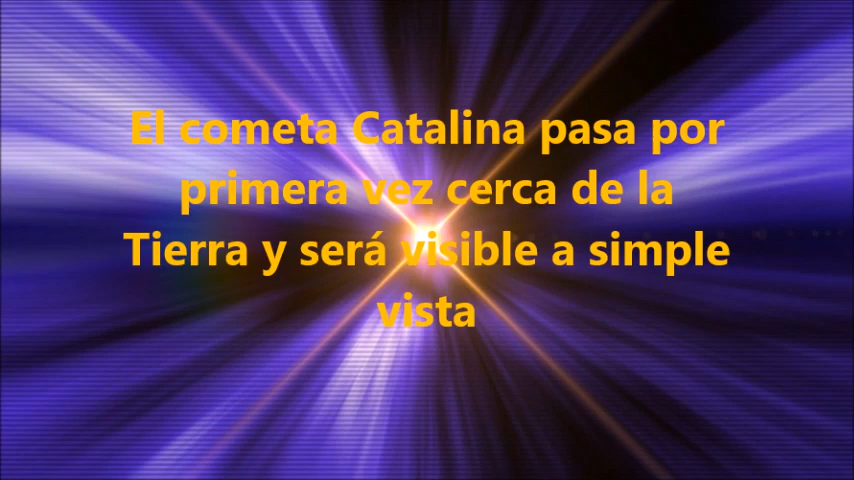 El cometa Catalina pasa por
primera vez cerca de la
Tierra y será visible a simple
vista